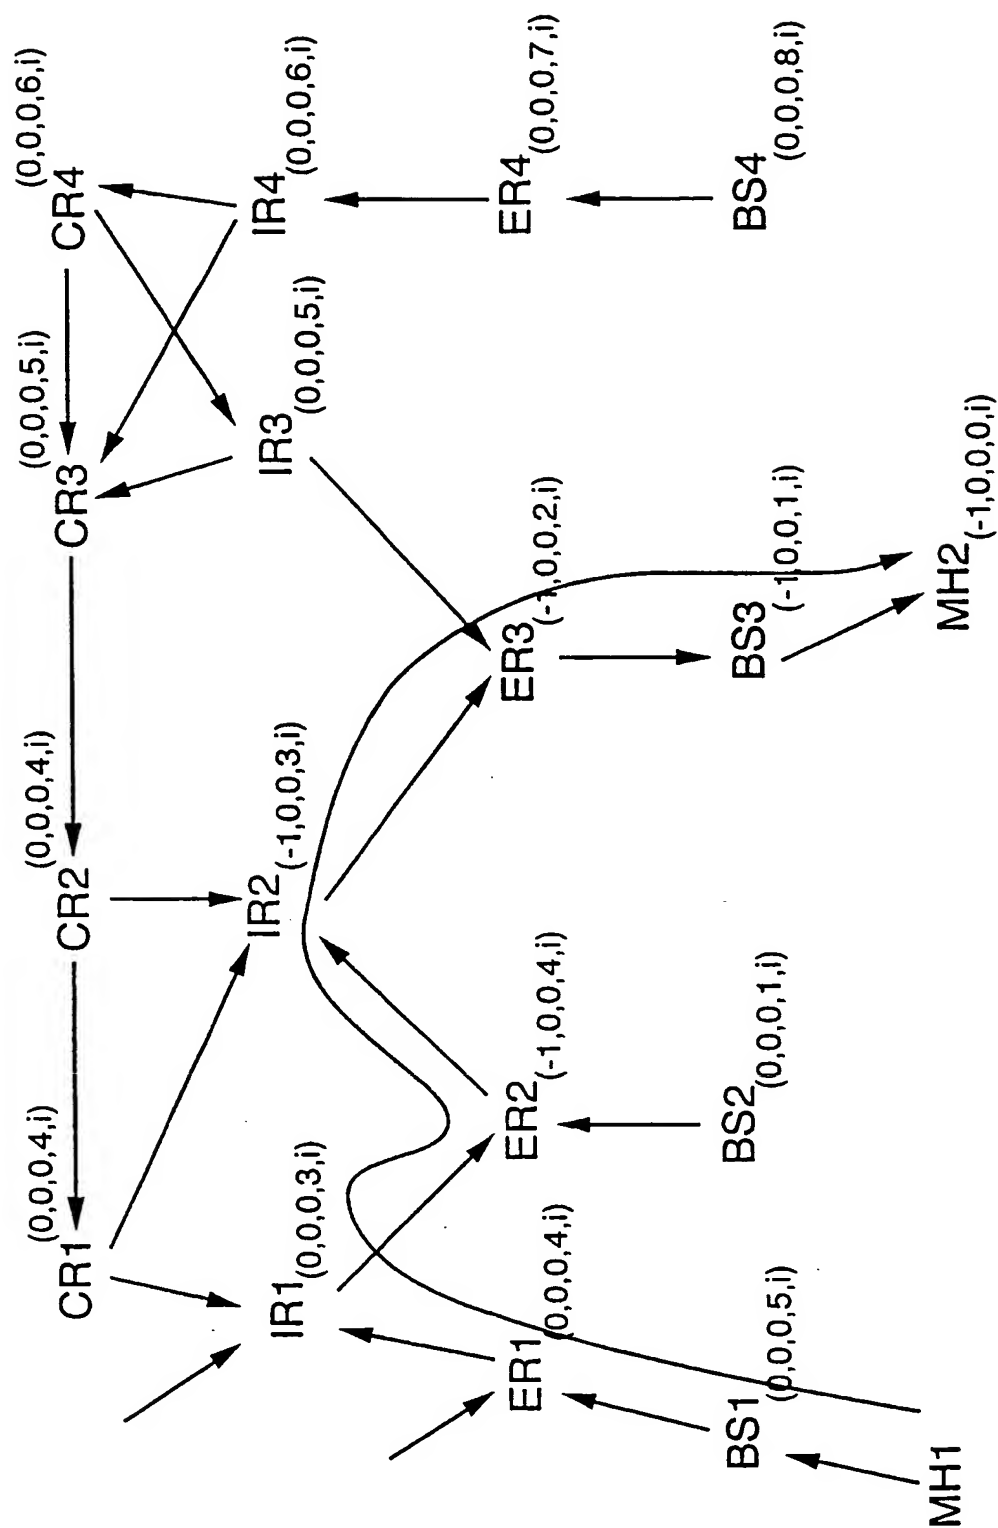 CR1 (0,0,0,4,i)
CR2 (0,0,0,4,i)
CR3 (0,0,0,5,i)
CR4 (0,0,0,6,i)
IR1 (0,0,0,3,i)
IR2 (-1,0,0,3,i)
IR3 (0,0,0,5,i)
IR4 (0,0,0,6,i)
ER1 (0,0,0,4,i)
ER2 (-1,0,0,4,i)
ER3 (-1,0,0,2,i)
ER4 (0,0,0,7,i)
BS1 (0,0,0,5,i)
BS2 (0,0,0,1,i)
BS3 (-1,0,0,1,i)
BS4 (0,0,0,8,i)
MH1
MH2 (-1,0,0,0,i)